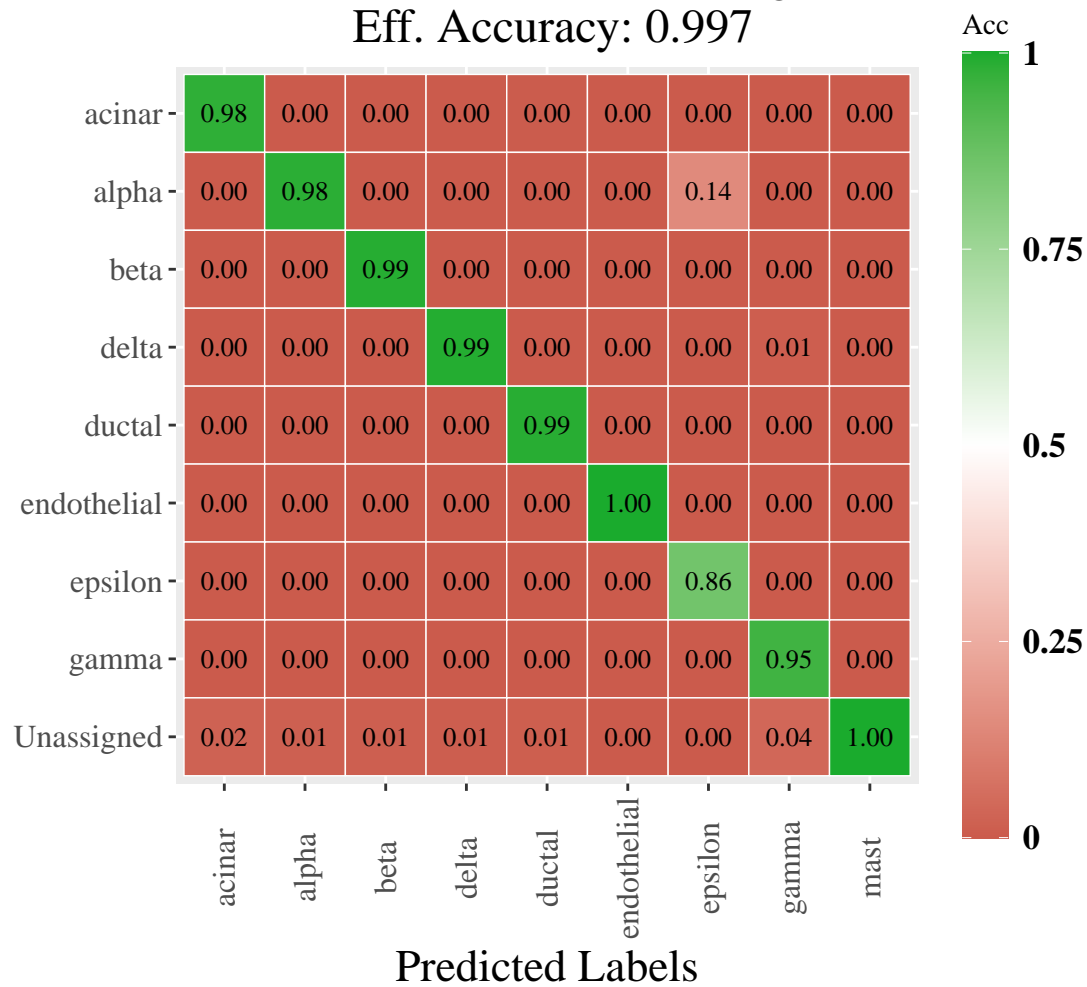 Eff. Accuracy: 0.997
Acc
1
0.75
0.5
0.25
0
acinar 0.98 0.00 0.00 0.00 0.00 0.00 0.00 0.00 0.00
alpha 0.00 0.98 0.00 0.00 0.00 0.00 0.14 0.00 0.00
beta 0.00 0.00 0.99 0.00 0.00 0.00 0.00 0.00 0.00
delta 0.00 0.00 0.00 0.99 0.00 0.00 0.00 0.01 0.00
ductal 0.00 0.00 0.00 0.00 0.99 0.00 0.00 0.00 0.00
endothelial 0.00 0.00 0.00 0.00 0.00 1.00 0.00 0.00 0.00
epsilon 0.00 0.00 0.00 0.00 0.00 0.00 0.86 0.00 0.00
gamma 0.00 0.00 0.00 0.00 0.00 0.00 0.00 0.95 0.00
Unassigned 0.02 0.01 0.01 0.01 0.01 0.00 0.00 0.04 1.00
acinar alpha beta delta ductal endothelial epsilon gamma mast
Predicted Labels